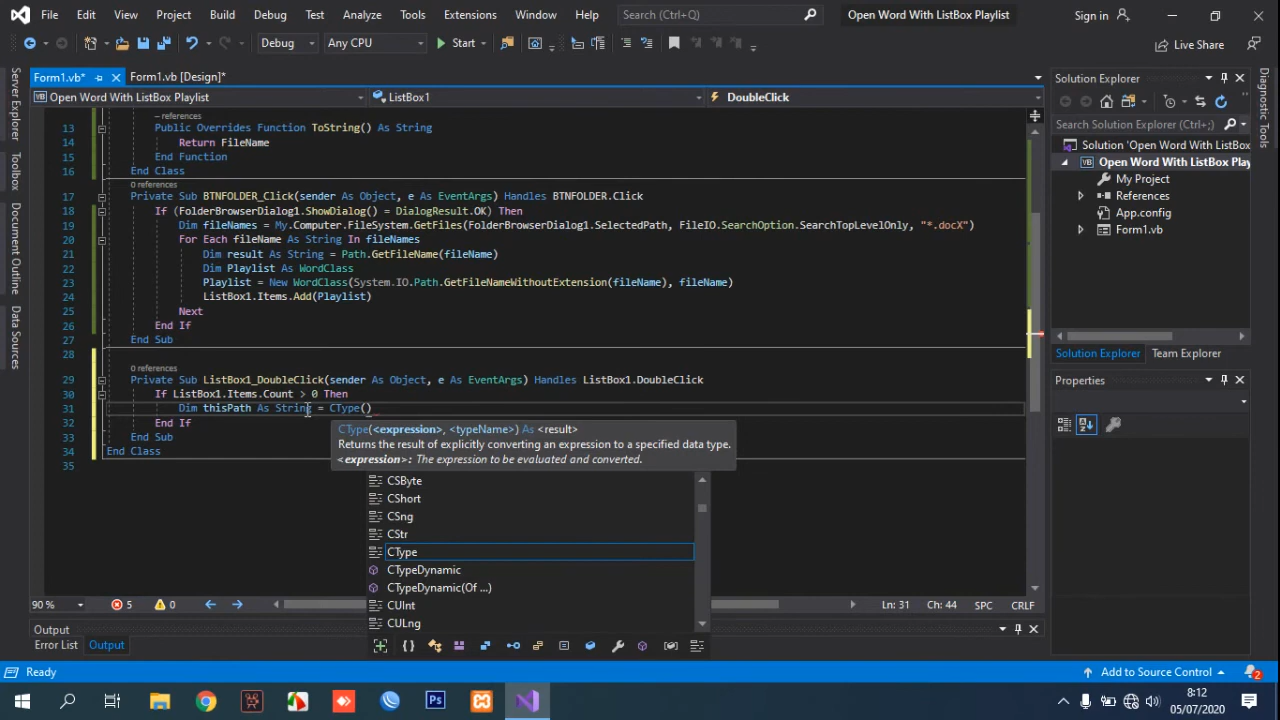 File Edit View Project Build Debug Test Analyze Tools Extensions Window Help Search (Ctrl+;) Open Word With ListBox Playlist Sign in
Debug Any CPU Start Live Share
Form1.vb* Form1.vb [Design]*
Open Word With ListBox Playlist ListBox1 DoubleClick
– references
13 Public Overrides Function ToString() As String
14 Return FileName
15 End Function
16 End Class
0 references
17 Private Sub BTNFOLDER_Click(sender As Object, e As EventArgs) Handles BTNFOLDER.Click
18 If (FolderBrowserDialog1.ShowDialog() = DialogResult.OK) Then
19 Dim fileNames = My.Computer.FileSystem.GetFiles(FolderBrowserDialog1.SelectedPath, FileIO.SearchOption.SearchTopLevelOnly, "*.docX")
20 For Each fileName As String In fileNames
21 Dim result As String = Path.GetFileName(fileName)
22 Dim Playlist As WordClass
23 Playlist = New WordClass(System.IO.Path.GetFileNameWithoutExtension(fileName), fileName)
24 ListBox1.Items.Add(Playlist)
25 Next
26 End If
27 End Sub
28
0 references
29 Private Sub ListBox1_DoubleClick(sender As Object, e As EventArgs) Handles ListBox1.DoubleClick
30 If ListBox1.Items.Count > 0 Then
31 Dim thisPath As String = CType()
32 End If
33 End Sub
34 End Class
35
CType(<expression>, <typeName>) As <result>
Returns the result of explicitly converting an expression to a specified data type.
<expression>: The expression to be evaluated and converted.
CSByte
CShort
CSng
CStr
CType
CTypeDynamic
CTypeDynamic(Of ...)
CUInt
CULng
90 % 5 0 Ln: 31 Ch: 44 SPC CRLF
Output
Error List Output
Server Explorer
Toolbox
Document Outline
Data Sources
Solution Explorer
Search Solution Explorer (Ctrl+;)
Solution 'Open Word With ListBox
Open Word With ListBox Playlist
My Project
References
App.config
Form1.vb
Solution Explorer Team Explorer
Properties
Diagnostic Tools
Ready Add to Source Control 2
8:12
05/07/2020